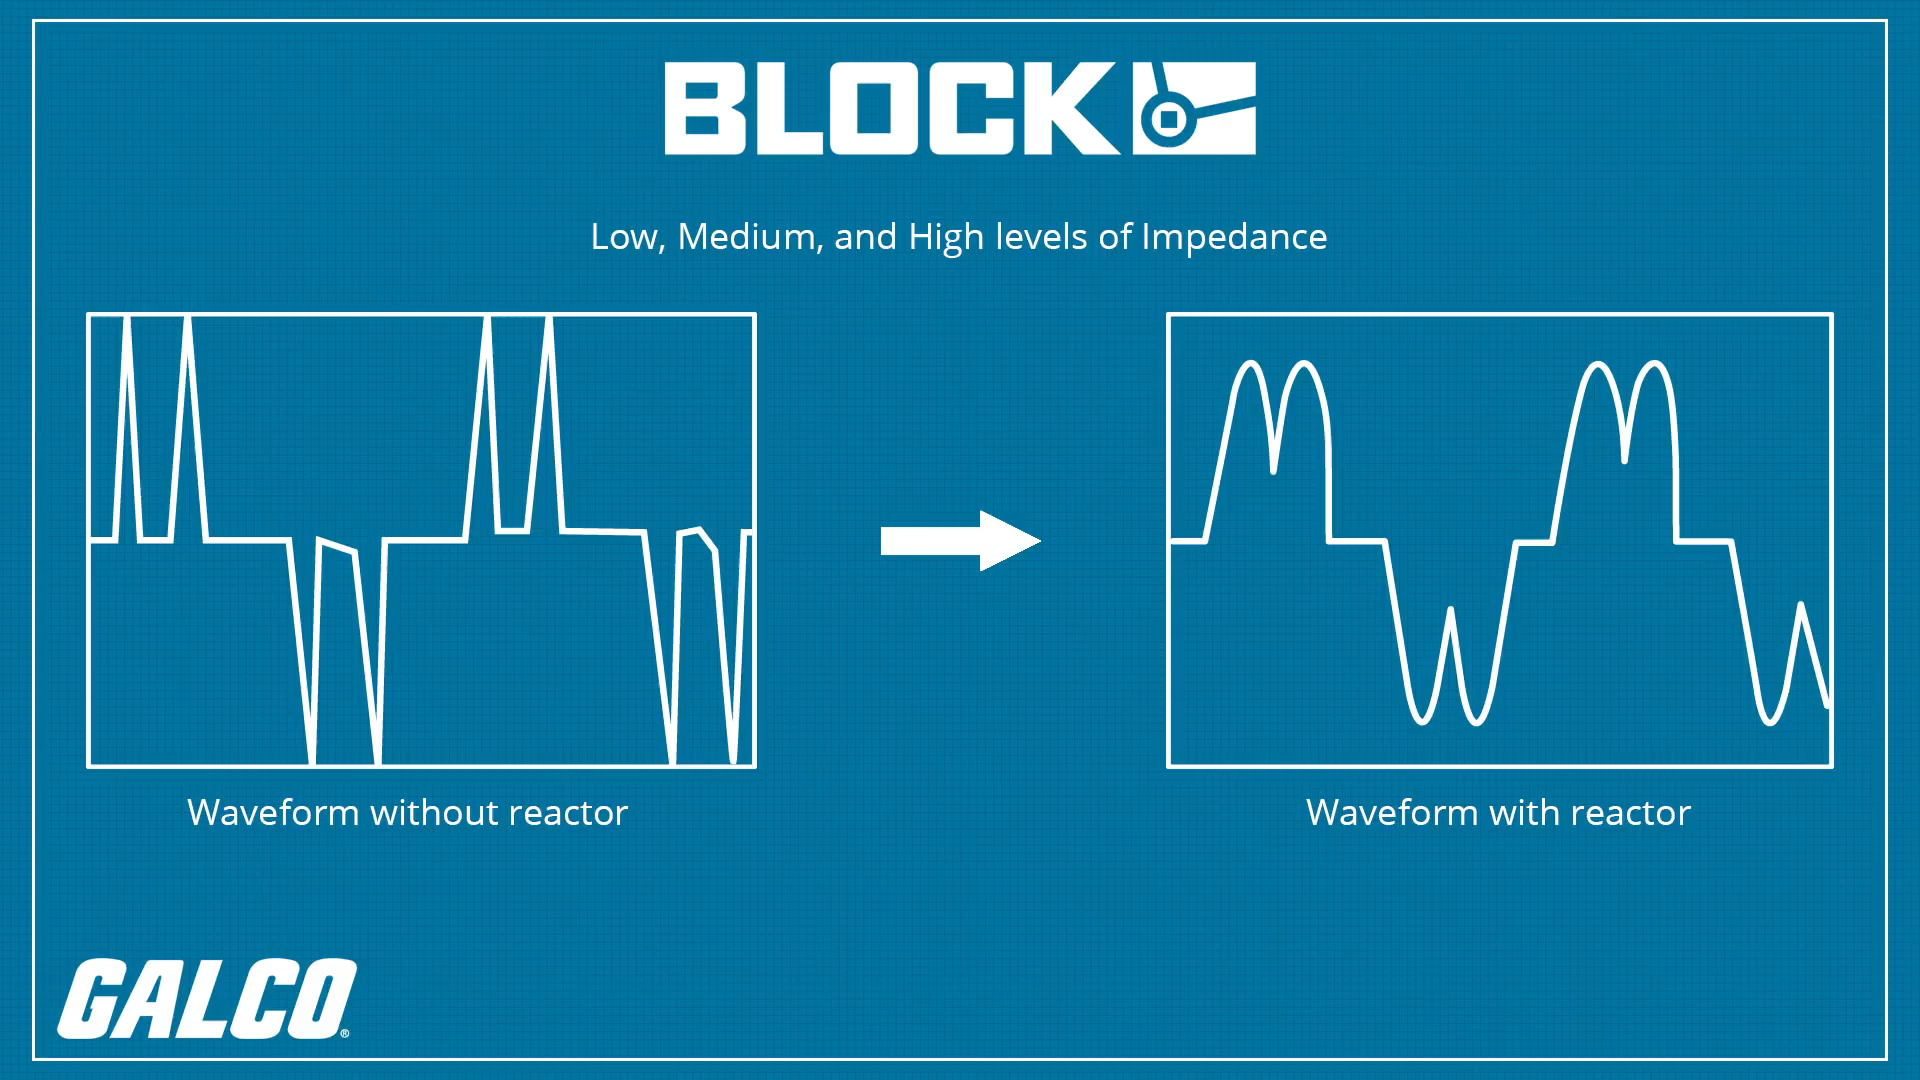 BLOCK
Low, Medium, and High levels of Impedance
Waveform without reactor
Waveform with reactor
GALCO®